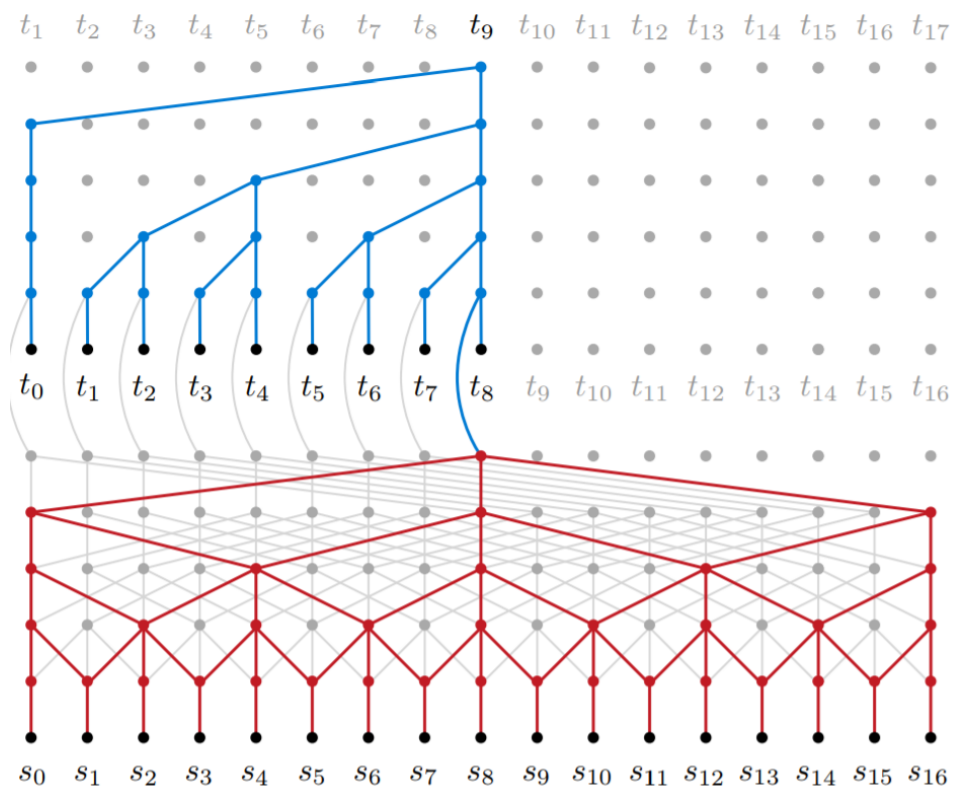 t₁ t₂ t₃ t₄ t₅ t₆ t₇ t₈ t₉ t₁₀ t₁₁ t₁₂ t₁₃ t₁₄ t₁₅ t₁₆ t₁₇
t₀ t₁ t₂ t₃ t₄ t₅ t₆ t₇ t₈ t₉ t₁₀ t₁₁ t₁₂ t₁₃ t₁₄ t₁₅ t₁₆
s₀ s₁ s₂ s₃ s₄ s₅ s₆ s₇ s₈ s₉ s₁₀ s₁₁ s₁₂ s₁₃ s₁₄ s₁₅ s₁₆